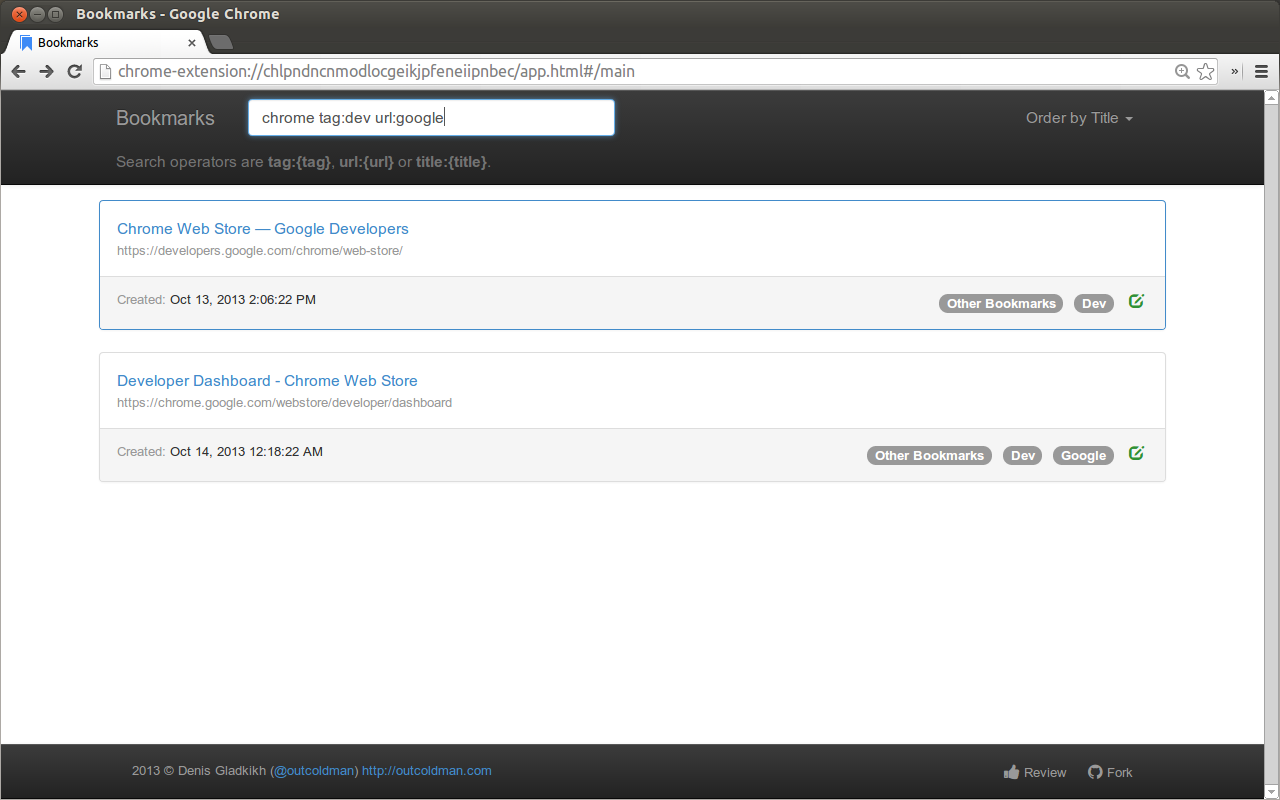 Bookmarks - Google Chrome
Bookmarks
chrome-extension://chlpndncnmodlocgeikjpfeneiipnbec/app.html#/main
Bookmarks chrome tag:dev url:google Order by Title
Search operators are tag:{tag}, url:{url} or title:{title}.
Chrome Web Store — Google Developers
https://developers.google.com/chrome/web-store/
Created: Oct 13, 2013 2:06:22 PM Other Bookmarks Dev
Developer Dashboard - Chrome Web Store
https://chrome.google.com/webstore/developer/dashboard
Created: Oct 14, 2013 12:18:22 AM Other Bookmarks Dev Google
2013 © Denis Gladkikh (@outcoldman) http://outcoldman.com Review Fork